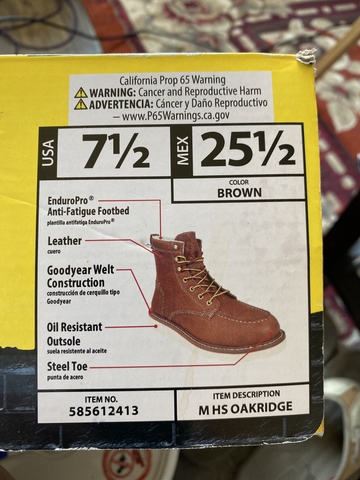 California Prop 65 Warning
⚠WARNING: Cancer and Reproductive Harm
⚠ADVERTENCIA: Cáncer y Daño Reproductivo
– www.P65Warnings.ca.gov
USA 7½
MEX 25½
COLOR
BROWN
EnduroPro®
Anti-Fatigue Footbed
plantilla antifatiga EnduroPro®
Leather
cuero
Goodyear Welt
Construction
construcción de cerquillo tipo
Goodyear
Oil Resistant
Outsole
suela resistente al aceite
Steel Toe
punta de acero
ITEM NO.
585612413
ITEM DESCRIPTION
M HS OAKRIDGE